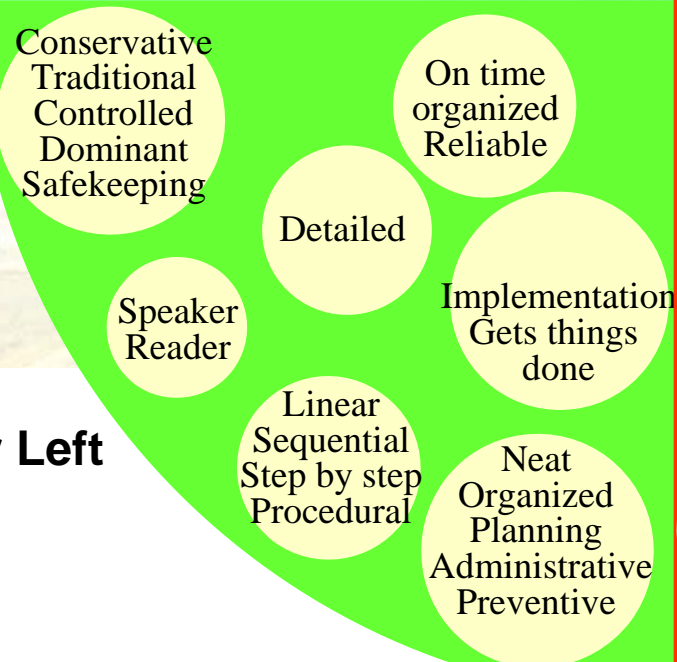 Conservative
Traditional
Controlled
Dominant
Safekeeping
On time
organized
Reliable
Detailed
Speaker
Reader
Implementation
Gets things
done
Linear
Sequential
Step by step
Procedural
Left
Neat
Organized
Planning
Administrative
Preventive